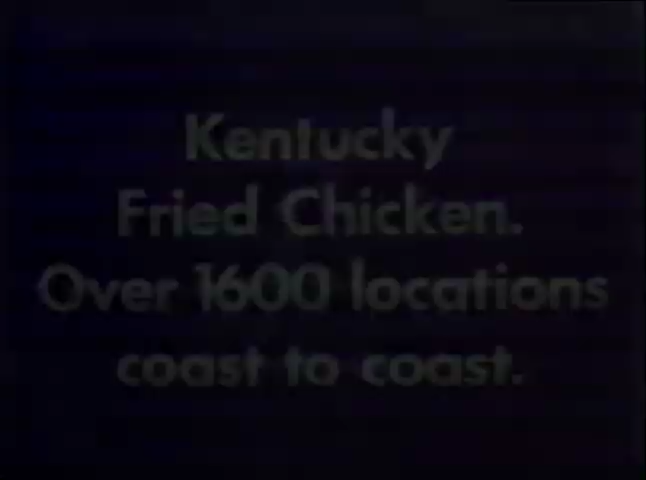 Kentucky
Fried Chicken.
Over 1600 locations
coast to coast.